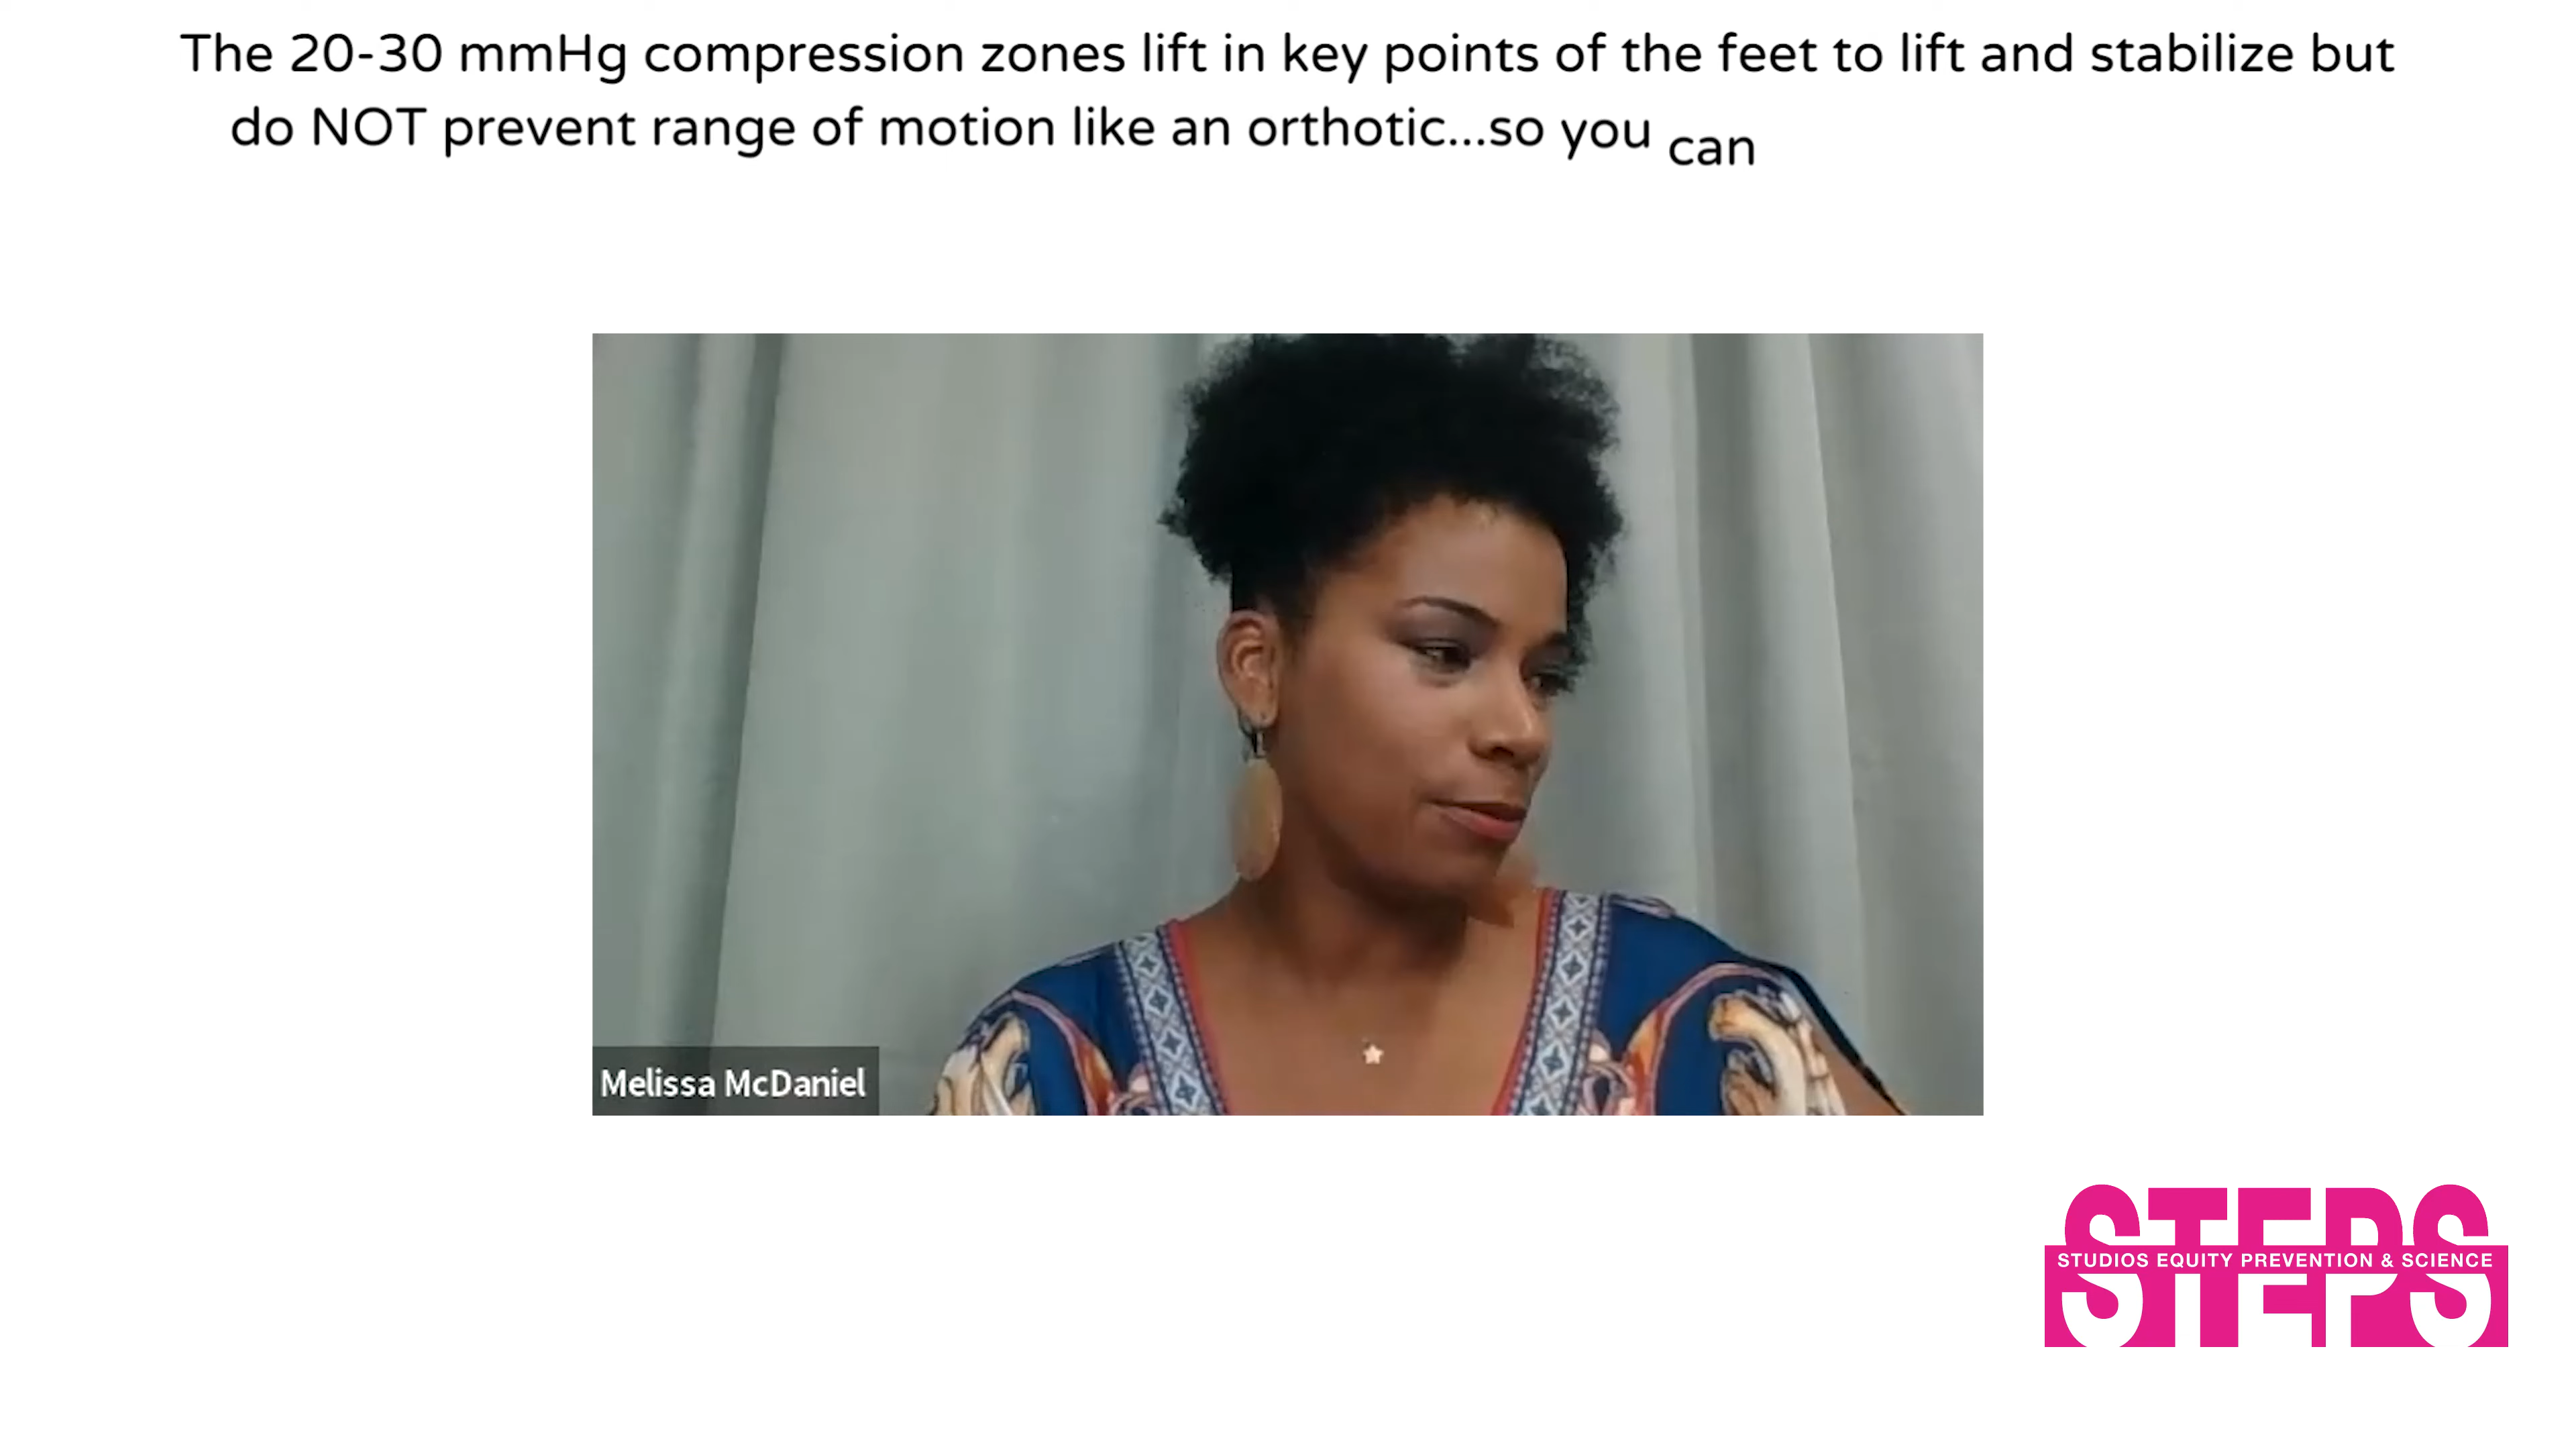 The 20-30 mmHg compression zones lift in key points of the feet to lift and stabilize but
do NOT prevent range of motion like an orthotic...so you can
Melissa McDaniel
STEPS
STUDIOS EQUITY PREVENTION & SCIENCE